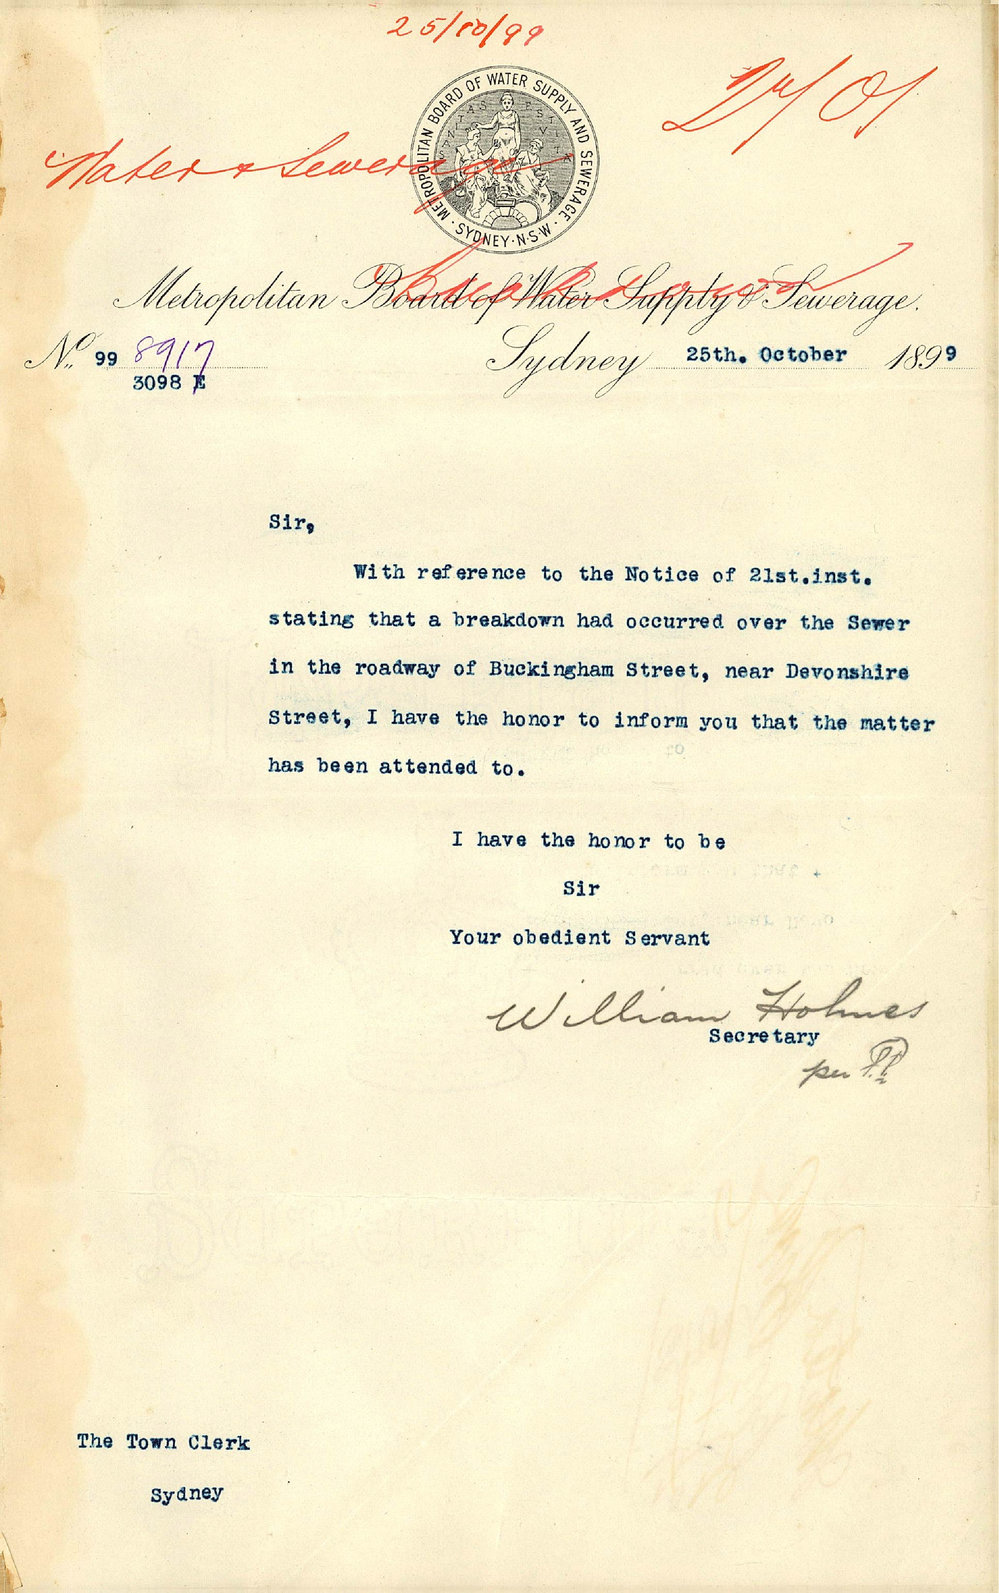 25/10/99
Water & Sewerage
METROPOLITAN BOARD OF WATER SUPPLY AND SEWERAGE
· SYDNEY · N·S·W ·
Metropolitan Board of Water Supply & Sewerage.
No. 99 8917
3098 E
Sydney 25th. October 1899
Sir,
With reference to the Notice of 21st.inst.
stating that a breakdown had occurred over the Sewer
in the roadway of Buckingham Street, near Devonshire
Street, I have the honor to inform you that the matter
has been attended to.
I have the honor to be
Sir
Your obedient Servant
William Holmes
Secretary
per
The Town Clerk
Sydney